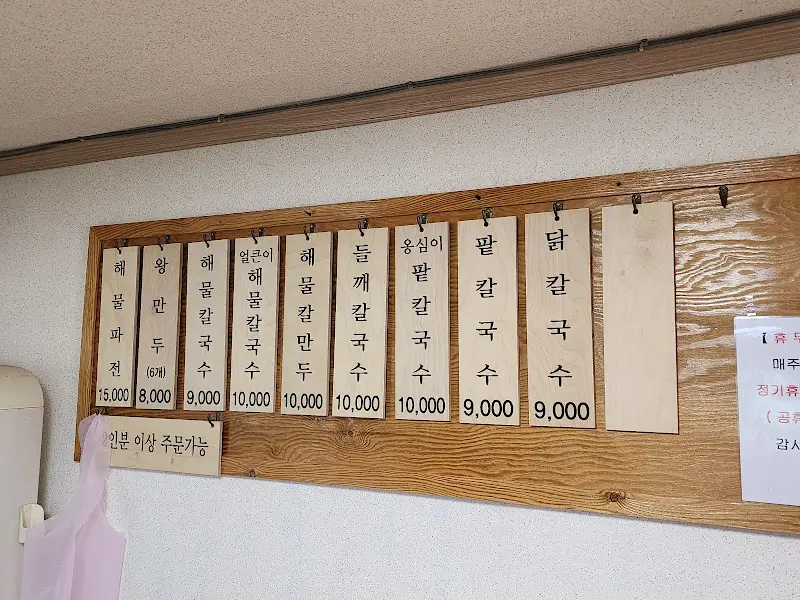 해물파전
15,000
왕만두
(6개)
8,000
해물칼국수
9,000
얼큰이
해물칼국수
10,000
해물칼만두
10,000
들깨칼국수
10,000
옹심이
팥칼국수
10,000
팥칼국수
9,000
닭칼국수
9,000
인분 이상 주문가능
【 휴
매주
정기휴
( 공휴
감사